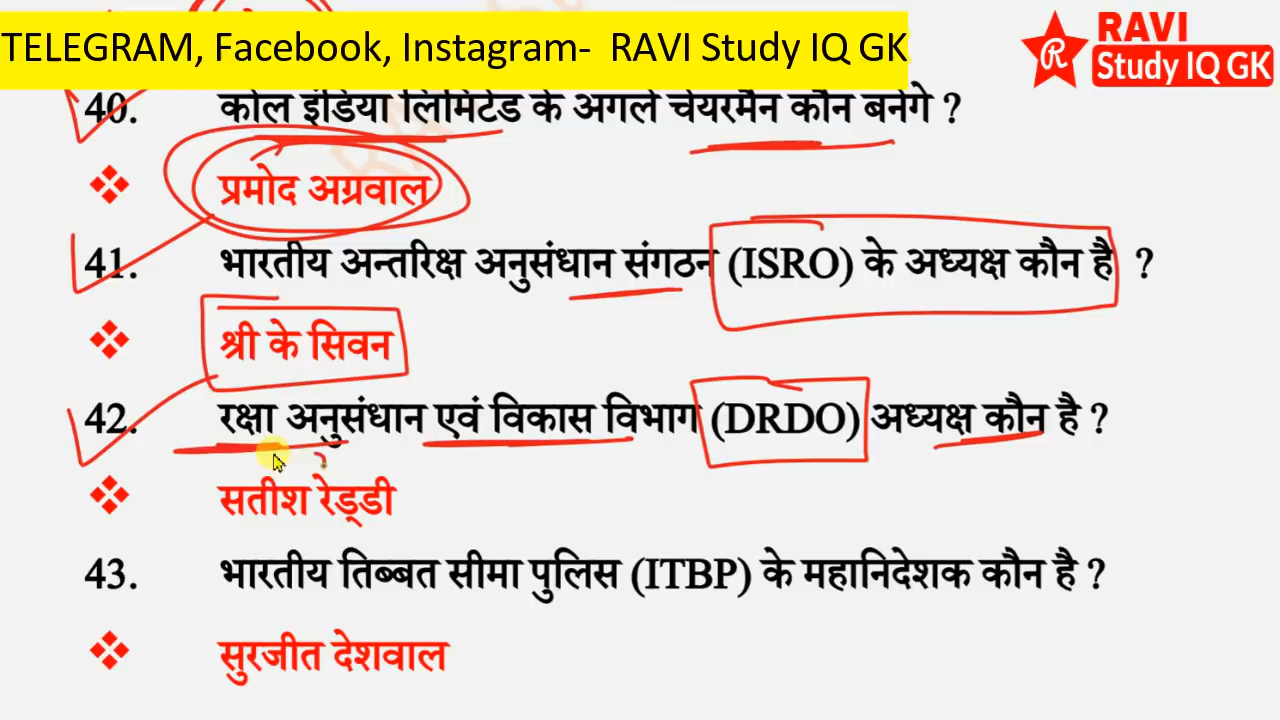 TELEGRAM, Facebook, Instagram- RAVI Study IQ GK
RAVI
R
Study IQ GK
40. कोल इंडिया लिमिटेड के अगले चेयरमैन कौन बनेंगे ?
❖ प्रमोद अग्रवाल
41. भारतीय अन्तरिक्ष अनुसंधान संगठन (ISRO) के अध्यक्ष कौन है ?
❖ श्री के सिवन
42. रक्षा अनुसंधान एवं विकास विभाग (DRDO) अध्यक्ष कौन है ?
❖ सतीश रेड्डी
43. भारतीय तिब्बत सीमा पुलिस (ITBP) के महानिदेशक कौन है ?
❖ सुरजीत देशवाल